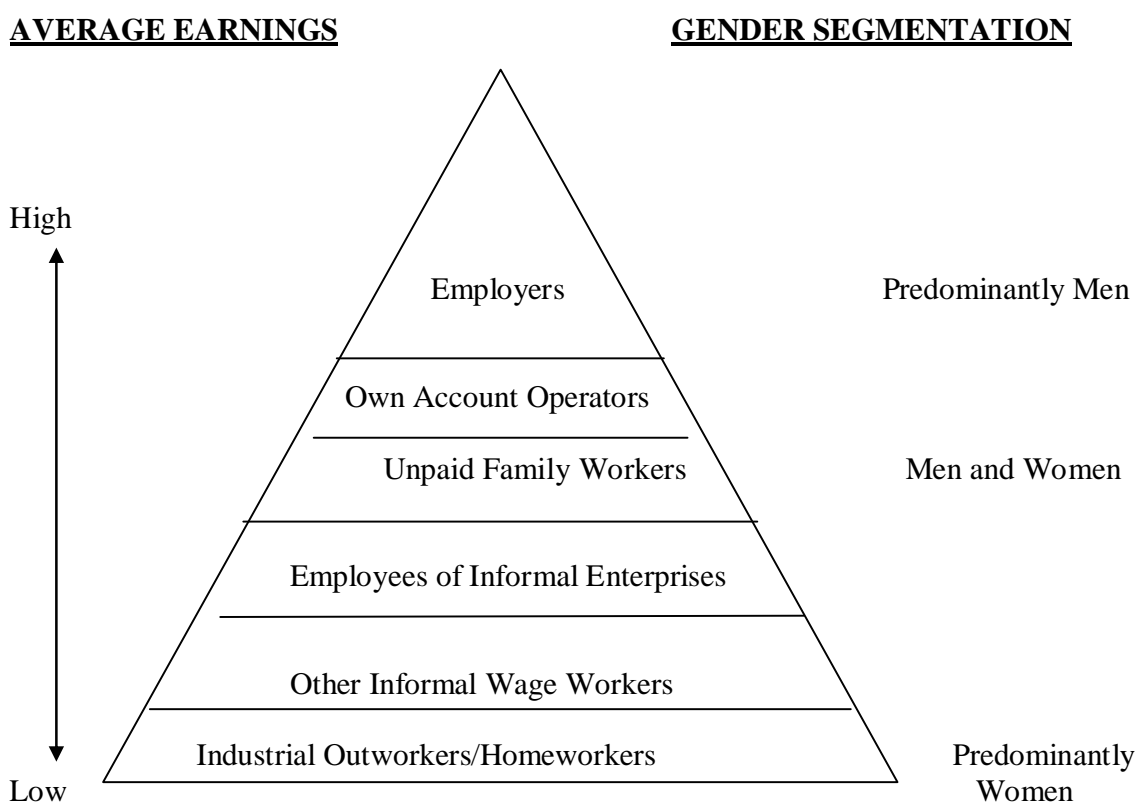 AVERAGE EARNINGS GENDER SEGMENTATION
High
Employers Predominantly Men
Own Account Operators
Unpaid Family Workers Men and Women
Employees of Informal Enterprises
Other Informal Wage Workers
Industrial Outworkers/Homeworkers Predominantly
Low Women